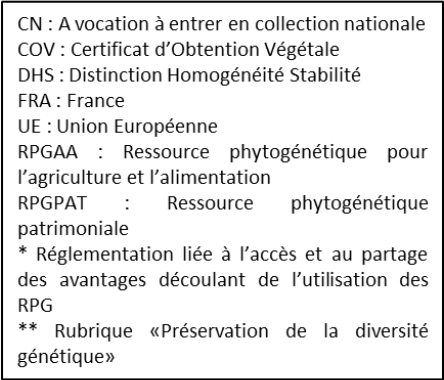 CN : A vocation à entrer en collection nationale
COV : Certificat d’Obtention Végétale
DHS : Distinction Homogénéité Stabilité
FRA : France
UE : Union Européenne
RPGAA : Ressource phytogénétique pour
l’agriculture et l’alimentation
RPGPAT : Ressource phytogénétique
patrimoniale
* Réglementation liée à l’accès et au partage
des avantages découlant de l’utilisation des
RPG
** Rubrique «Préservation de la diversité
génétique»